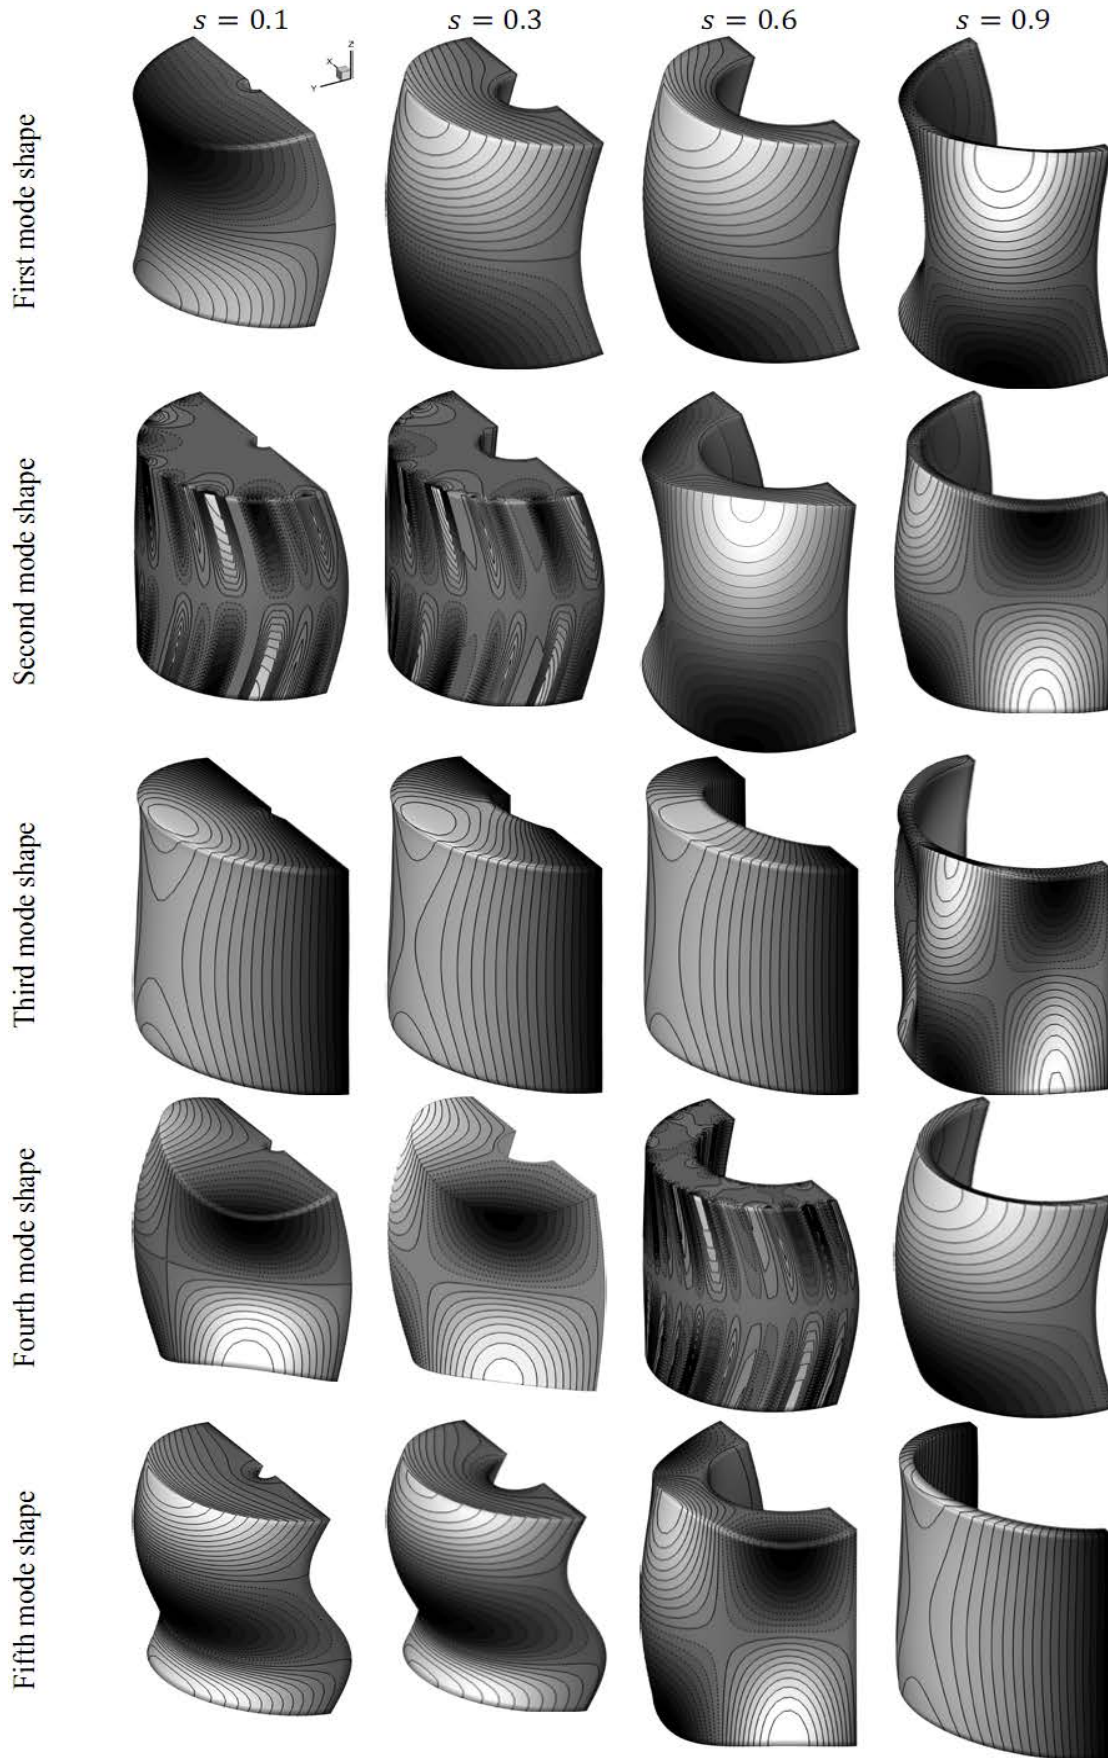 s = 0.1 s = 0.3 s = 0.6 s = 0.9
Z
X
Y
First mode shape
Second mode shape
Third mode shape
Fourth mode shape
Fifth mode shape